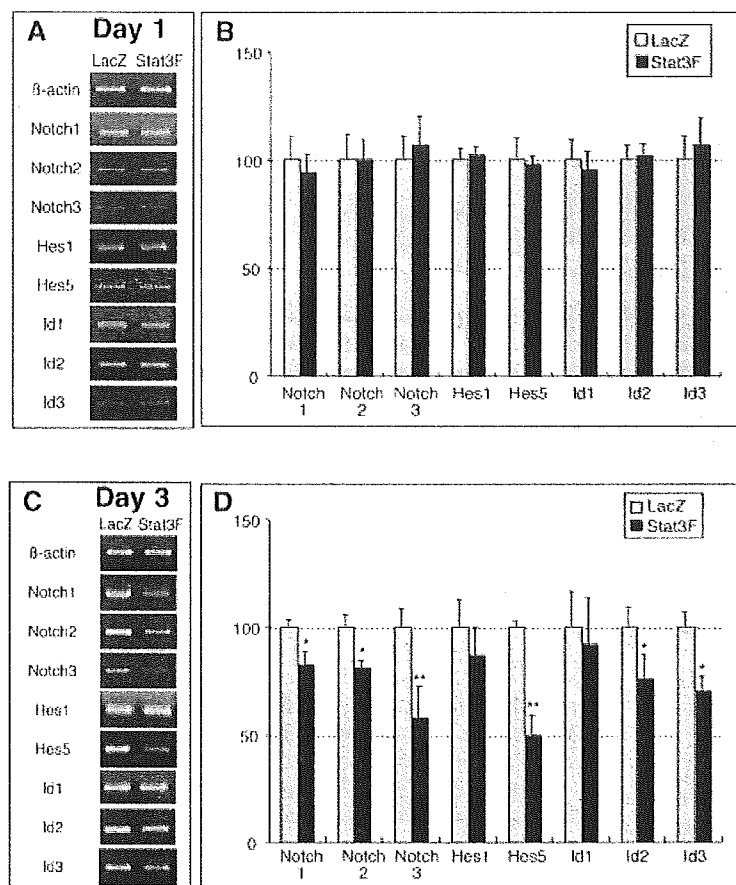 A Day 1
LacZ Stat3F
ß-actin
Notch1
Notch2
Notch3
Hes1
Hes5
Id1
Id2
Id3
B
LacZ
Stat3F
150
100
50
0
Notch 1
Notch 2
Notch 3
Hes1
Hes5
Id1
Id2
Id3
C Day 3
LacZ Stat3F
ß-actin
Notch1
Notch2
Notch3
Hes1
Hes5
Id1
Id2
Id3
D
LacZ
Stat3F
150
100
50
0
*
*
**
**
*
*
Notch 1
Notch 2
Notch 3
Hes1
Hes5
Id1
Id2
Id3